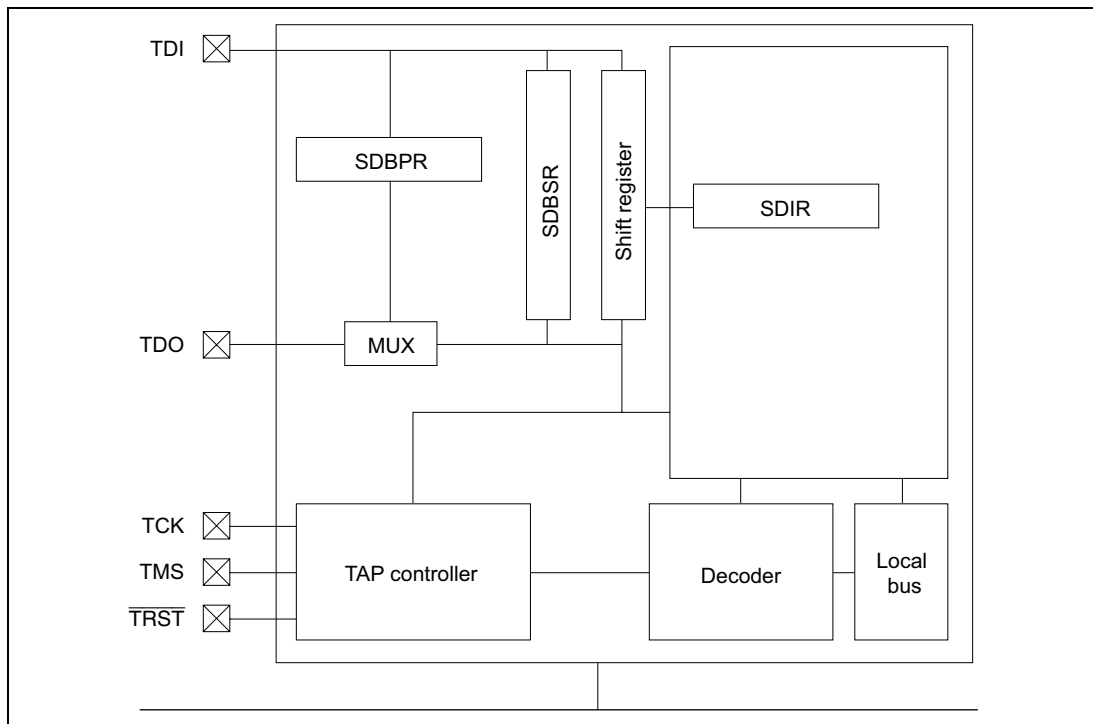 TDI
SDBPR
SDBSR
Shift register
SDIR
TDO
MUX
TCK
TMS
TRST
TAP controller
Decoder
Local
bus